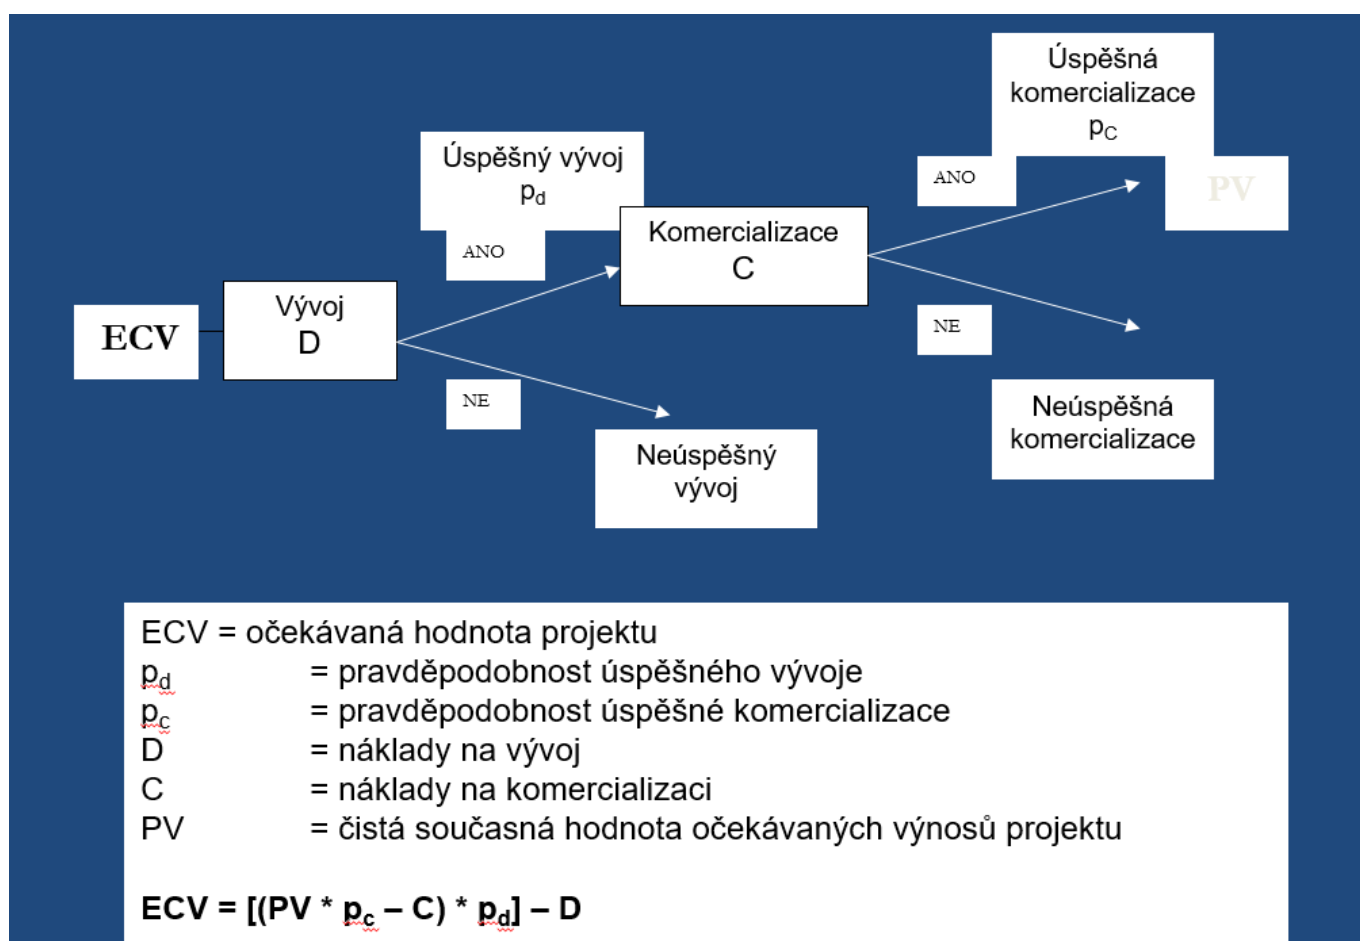 Úspěšná
komercializace
pC
Úspěšný vývoj
pd
ANO
PV
Komercializace
C
ANO
Vývoj
D
ECV
NE
NE
Neúspěšná
komercializace
Neúspěšný
vývoj
ECV = očekávaná hodnota projektu
pd = pravděpodobnost úspěšného vývoje
pc = pravděpodobnost úspěšné komercializace
D = náklady na vývoj
C = náklady na komercializaci
PV = čistá současná hodnota očekávaných výnosů projektu
ECV = [(PV * pc – C) * pd] – D